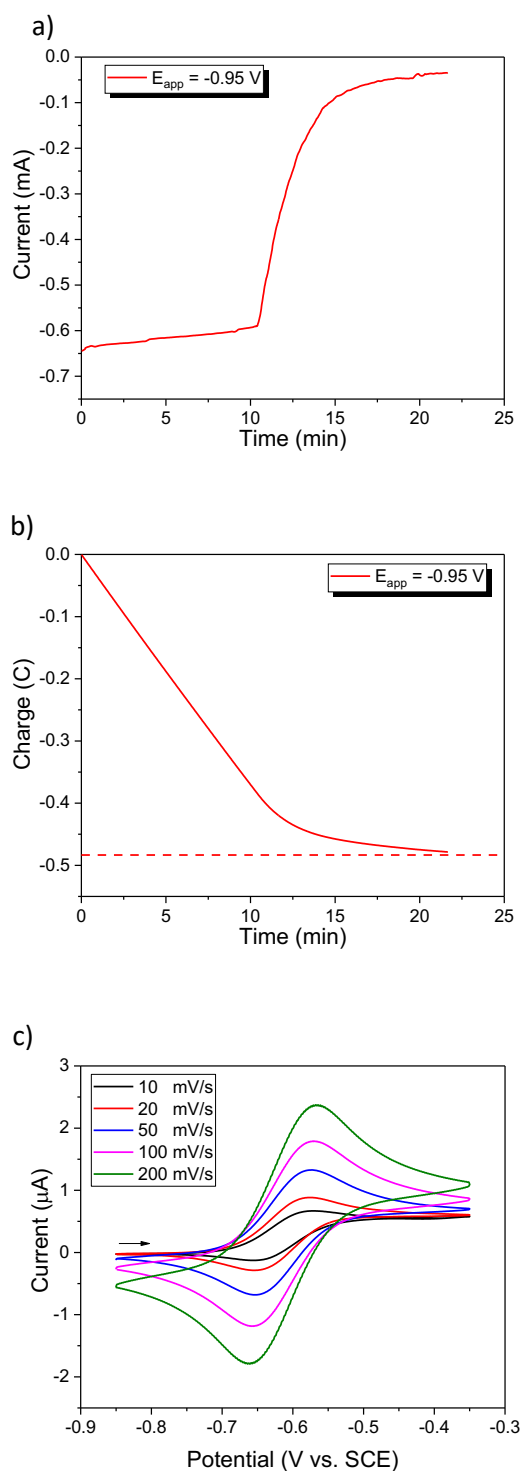 a)
0.0
-0.1
-0.2
-0.3
-0.4
-0.5
-0.6
-0.7
Current (mA)
E_app = -0.95 V
0 5 10 15 20 25
Time (min)
b)
0.0
-0.1
-0.2
-0.3
-0.4
-0.5
Charge (C)
E_app = -0.95 V
0 5 10 15 20 25
Time (min)
c)
3
2
1
0
-1
-2
Current (μA)
10 mV/s
20 mV/s
50 mV/s
100 mV/s
200 mV/s
-0.9 -0.8 -0.7 -0.6 -0.5 -0.4 -0.3
Potential (V vs. SCE)